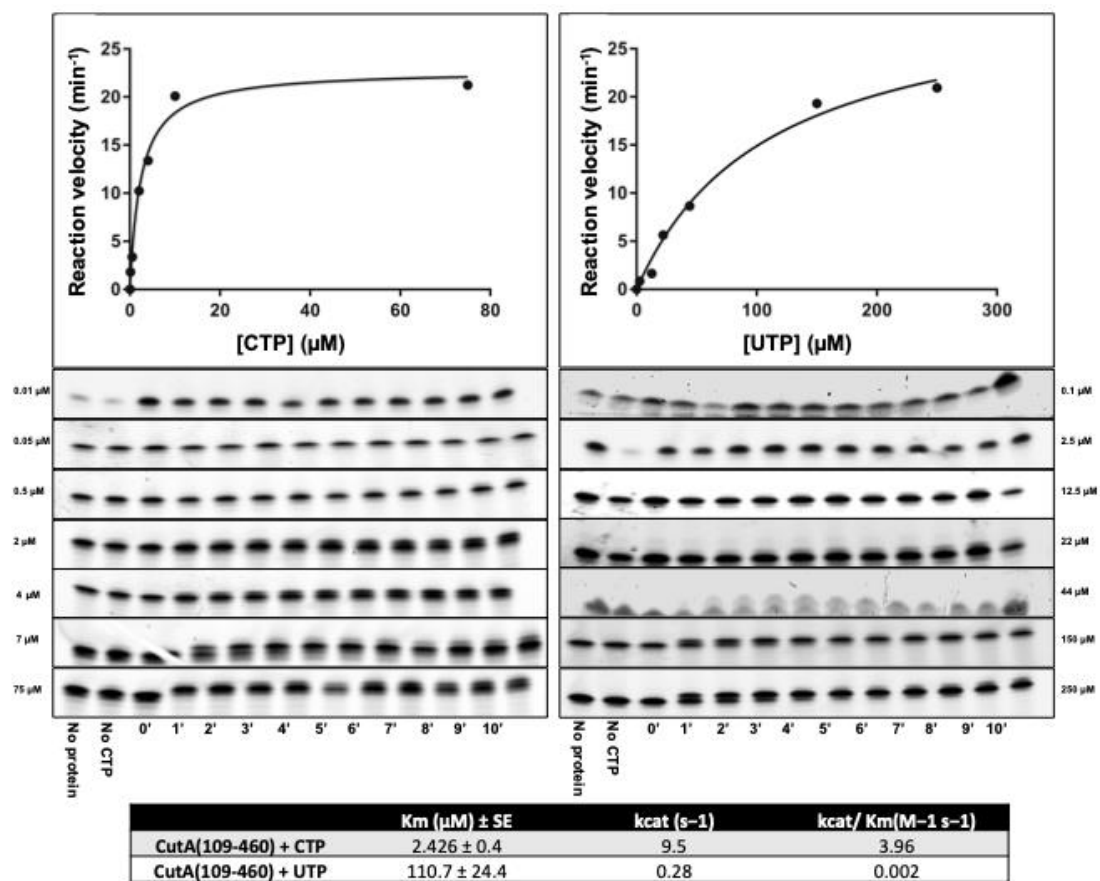 25
20
15
10
5
0
Reaction velocity (min⁻¹)
0 20 40 60 80
[CTP] (µM)
25
20
15
10
5
0
Reaction velocity (min⁻¹)
0 100 200 300
[UTP] (µM)
0.01 µM
0.05 µM
0.5 µM
2 µM
4 µM
7 µM
75 µM
No protein
No CTP
0' 1' 2' 3' 4' 5' 6' 7' 8' 9' 10'
0.1 µM
2.5 µM
12.5 µM
22 µM
44 µM
150 µM
250 µM
No protein
No CTP
0' 1' 2' 3' 4' 5' 6' 7' 8' 9' 10'
Km (µM) ± SE kcat (s–1) kcat/ Km(M–1 s–1)
CutA(109-460) + CTP 2.426 ± 0.4 9.5 3.96
CutA(109-460) + UTP 110.7 ± 24.4 0.28 0.002